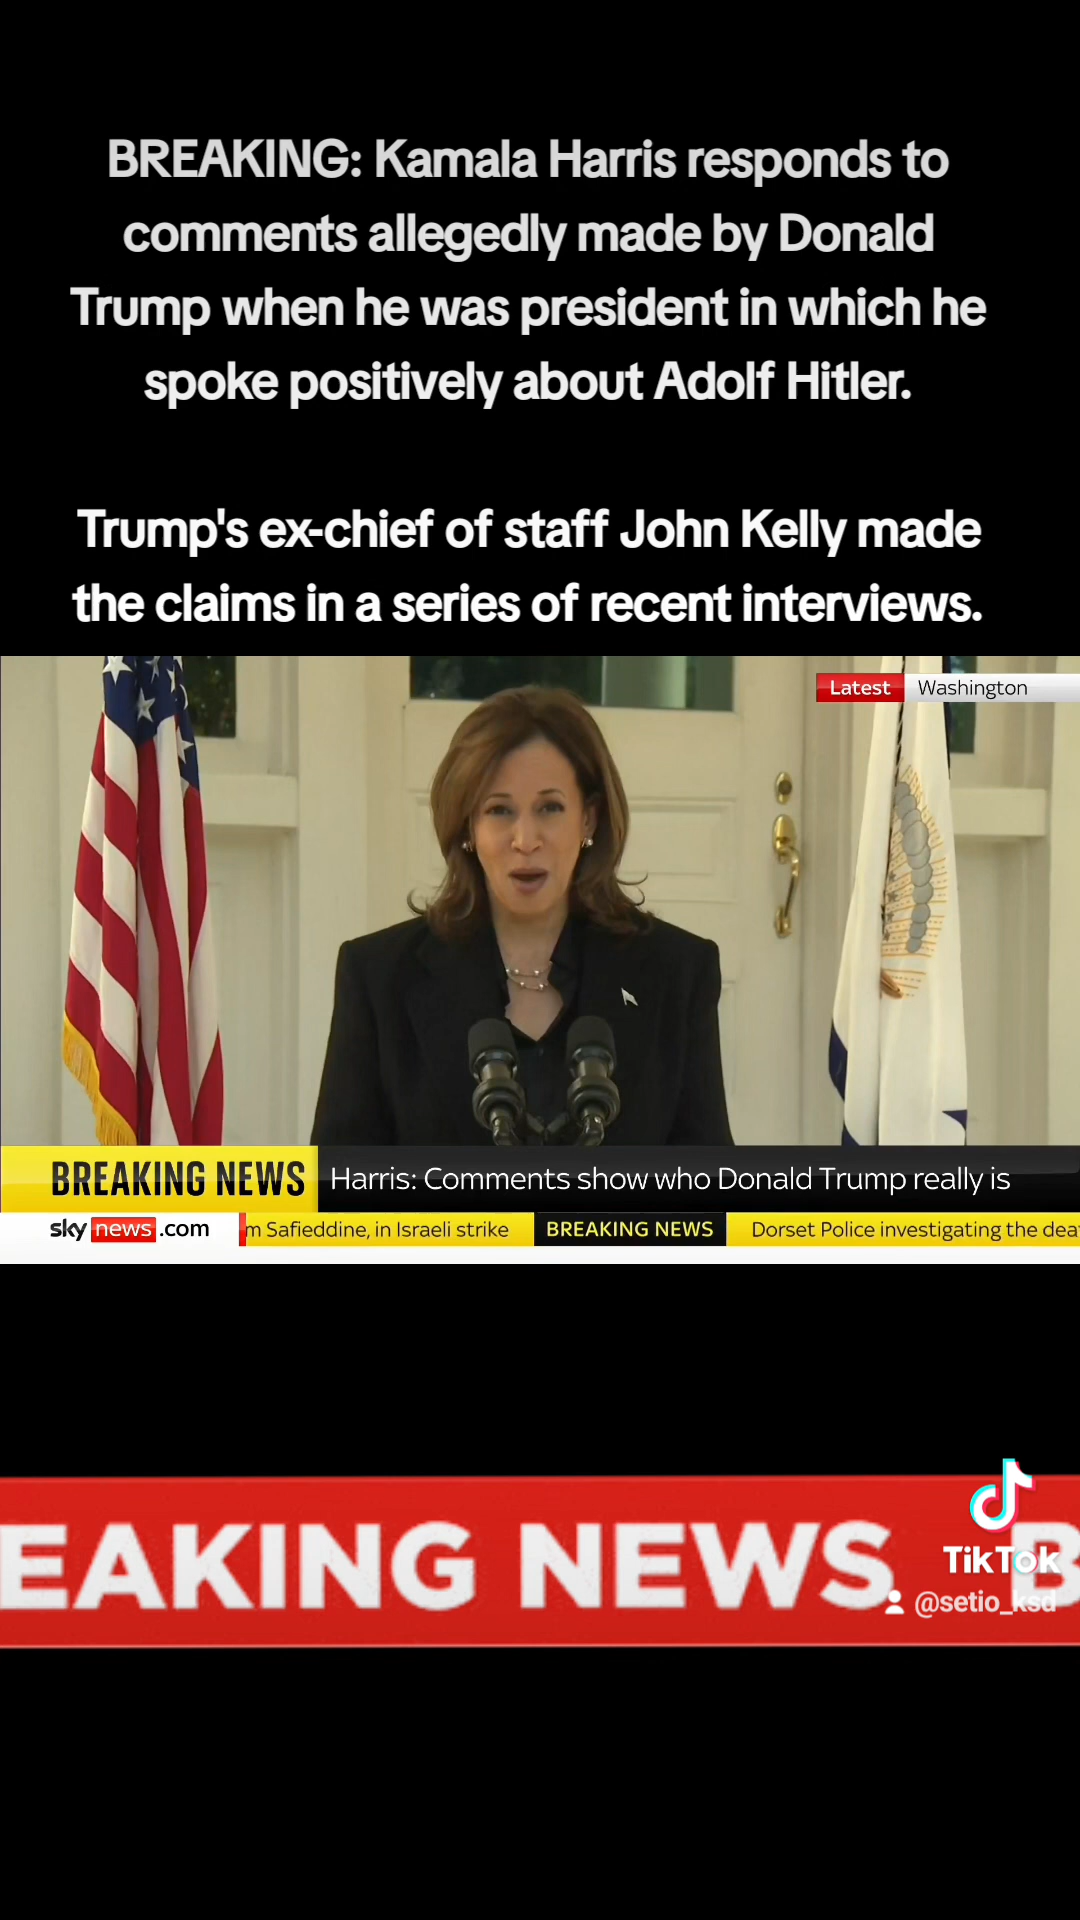 BREAKING: Kamala Harris responds to
comments allegedly made by Donald
Trump when he was president in which he
spoke positively about Adolf Hitler.
Trump's ex-chief of staff John Kelly made
the claims in a series of recent interviews.
Latest Washington
BREAKING NEWS Harris: Comments show who Donald Trump really is
sky news .com m Safieddine, in Israeli strike BREAKING NEWS Dorset Police investigating the dea
EAKING NEWS B
TikTok
@setio_ksd